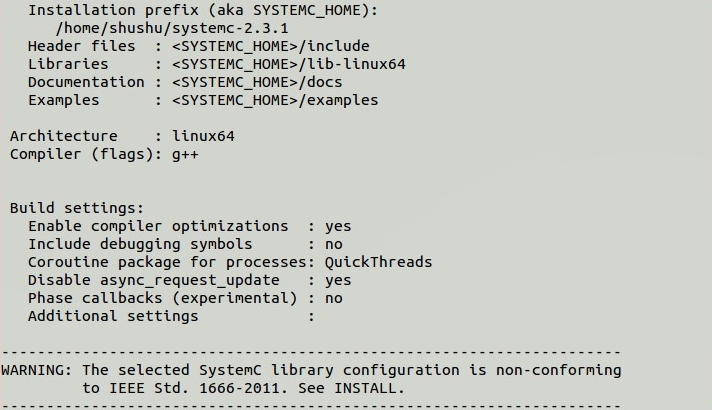 Installation prefix (aka SYSTEMC_HOME):
/home/shushu/systemc-2.3.1
Header files  : <SYSTEMC_HOME>/include
Libraries     : <SYSTEMC_HOME>/lib-linux64
Documentation : <SYSTEMC_HOME>/docs
Examples      : <SYSTEMC_HOME>/examples
Architecture    : linux64
Compiler (flags): g++
Build settings:
Enable compiler optimizations  : yes
Include debugging symbols      : no
Coroutine package for processes: QuickThreads
Disable async_request_update   : yes
Phase callbacks (experimental) : no
Additional settings            :
---------------------------------------------------------------------
WARNING: The selected SystemC library configuration is non-conforming
to IEEE Std. 1666-2011. See INSTALL.
---------------------------------------------------------------------